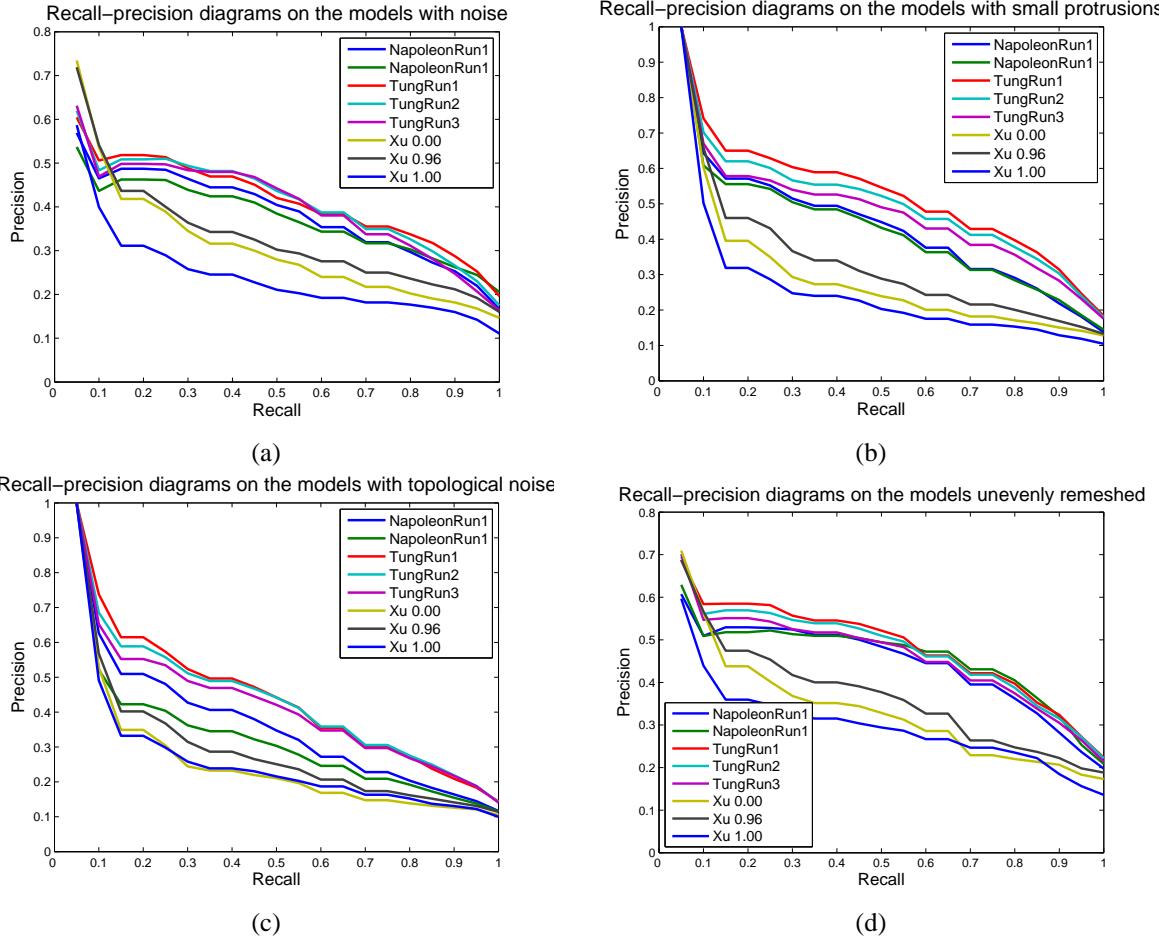 Recall−precision diagrams on the models with noise
0.8
0.7
0.6
0.5
0.4
0.3
0.2
0.1
0
Precision
NapoleonRun1
NapoleonRun1
TungRun1
TungRun2
TungRun3
Xu 0.00
Xu 0.96
Xu 1.00
0 0.1 0.2 0.3 0.4 0.5 0.6 0.7 0.8 0.9 1
Recall
(a)
Recall−precision diagrams on the models with small protrusions
1
0.9
0.8
0.7
0.6
0.5
0.4
0.3
0.2
0.1
0
Precision
NapoleonRun1
NapoleonRun1
TungRun1
TungRun2
TungRun3
Xu 0.00
Xu 0.96
Xu 1.00
0 0.1 0.2 0.3 0.4 0.5 0.6 0.7 0.8 0.9 1
Recall
(b)
Recall−precision diagrams on the models with topological noise
1
0.9
0.8
0.7
0.6
0.5
0.4
0.3
0.2
0.1
0
Precision
NapoleonRun1
NapoleonRun1
TungRun1
TungRun2
TungRun3
Xu 0.00
Xu 0.96
Xu 1.00
0 0.1 0.2 0.3 0.4 0.5 0.6 0.7 0.8 0.9 1
Recall
(c)
Recall−precision diagrams on the models unevenly remeshed
0.8
0.7
0.6
0.5
0.4
0.3
0.2
0.1
0
Precision
NapoleonRun1
NapoleonRun1
TungRun1
TungRun2
TungRun3
Xu 0.00
Xu 0.96
Xu 1.00
0 0.1 0.2 0.3 0.4 0.5 0.6 0.7 0.8 0.9 1
Recall
(d)